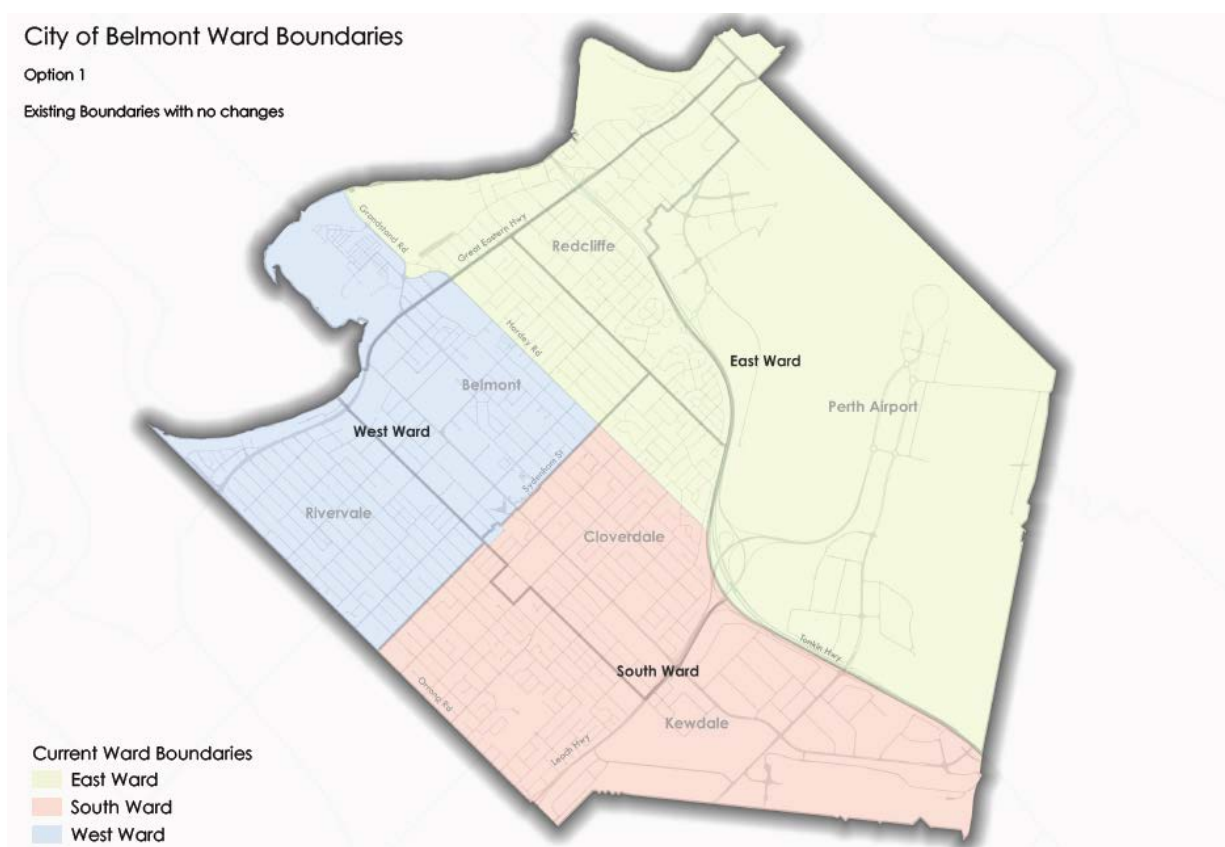 City of Belmont Ward Boundaries
Option 1
Existing Boundaries with no changes
Grandstand Rd
Great Eastern Hwy
Redcliffe
Hardey Rd
East Ward
Belmont
Perth Airport
West Ward
Sydenham St
Rivervale
Cloverdale
Tonkin Hwy
South Ward
Orrong Rd
Kewdale
Leach Hwy
Current Ward Boundaries
East Ward
South Ward
West Ward